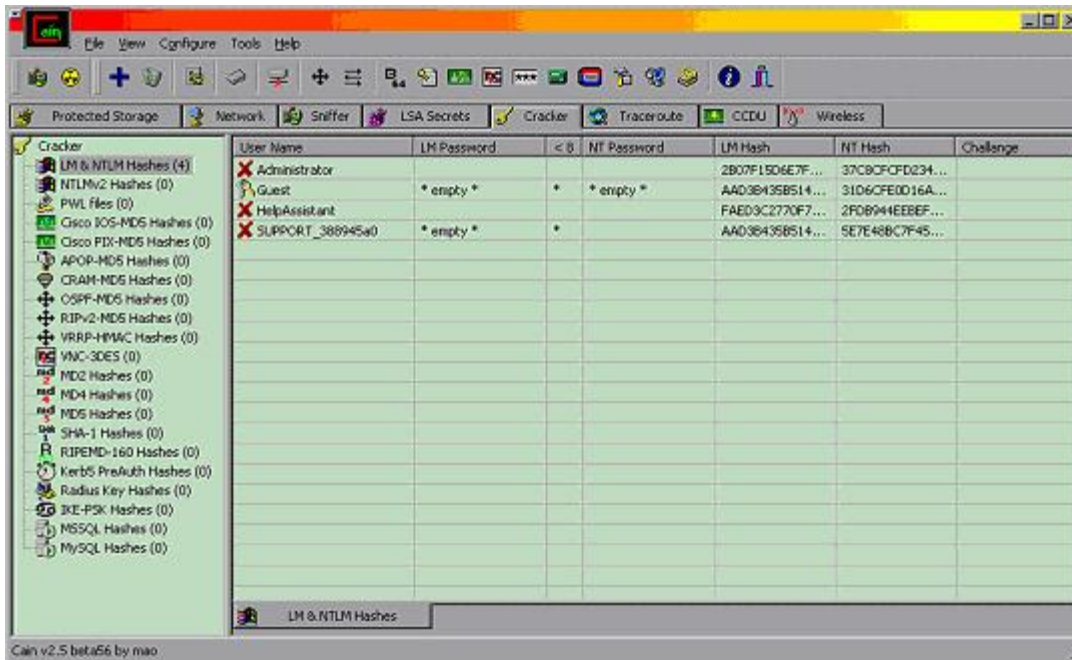 Cain
File View Configure Tools Help
Protected Storage Network Sniffer LSA Secrets Cracker Traceroute CCDU Wireless
Cracker
LM & NTLM Hashes (4)
NTLMv2 Hashes (0)
PWL files (0)
Cisco IOS-MD5 Hashes (0)
Cisco PIX-MD5 Hashes (0)
APOP-MD5 Hashes (0)
CRAM-MD5 Hashes (0)
OSPF-MD5 Hashes (0)
RIPv2-MD5 Hashes (0)
VRRP-HMAC Hashes (0)
VNC-3DES (0)
MD2 Hashes (0)
MD4 Hashes (0)
MD5 Hashes (0)
SHA-1 Hashes (0)
RIPEMD-160 Hashes (0)
Kerb5 PreAuth Hashes (0)
Radius Key Hashes (0)
IKE-PSK Hashes (0)
MSSQL Hashes (0)
MySQL Hashes (0)
User Name LM Password < 8 NT Password LM Hash NT Hash Challange
Administrator 2B07F15D6E7F... 37CBCFCFD234...
Guest * empty * * * empty * AAD3B435B514... 31D6CFE0D16A...
HelpAssistant FAED3C2770F7... 2FDB944EEBEF...
SUPPORT_388945a0 * empty * * AAD3B435B514... 5E7E48BC7F45...
LM & NTLM Hashes
Cain v2.5 beta56 by mao